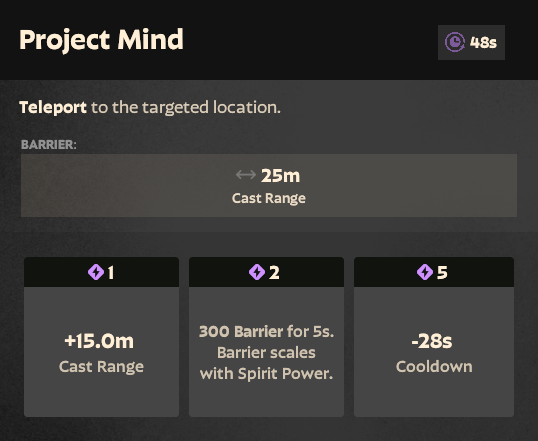 Project Mind
48s
Teleport to the targeted location.
BARRIER:
25m
Cast Range
1
2
5
+15.0m
Cast Range
300 Barrier for 5s.
Barrier scales
with Spirit Power.
-28s
Cooldown